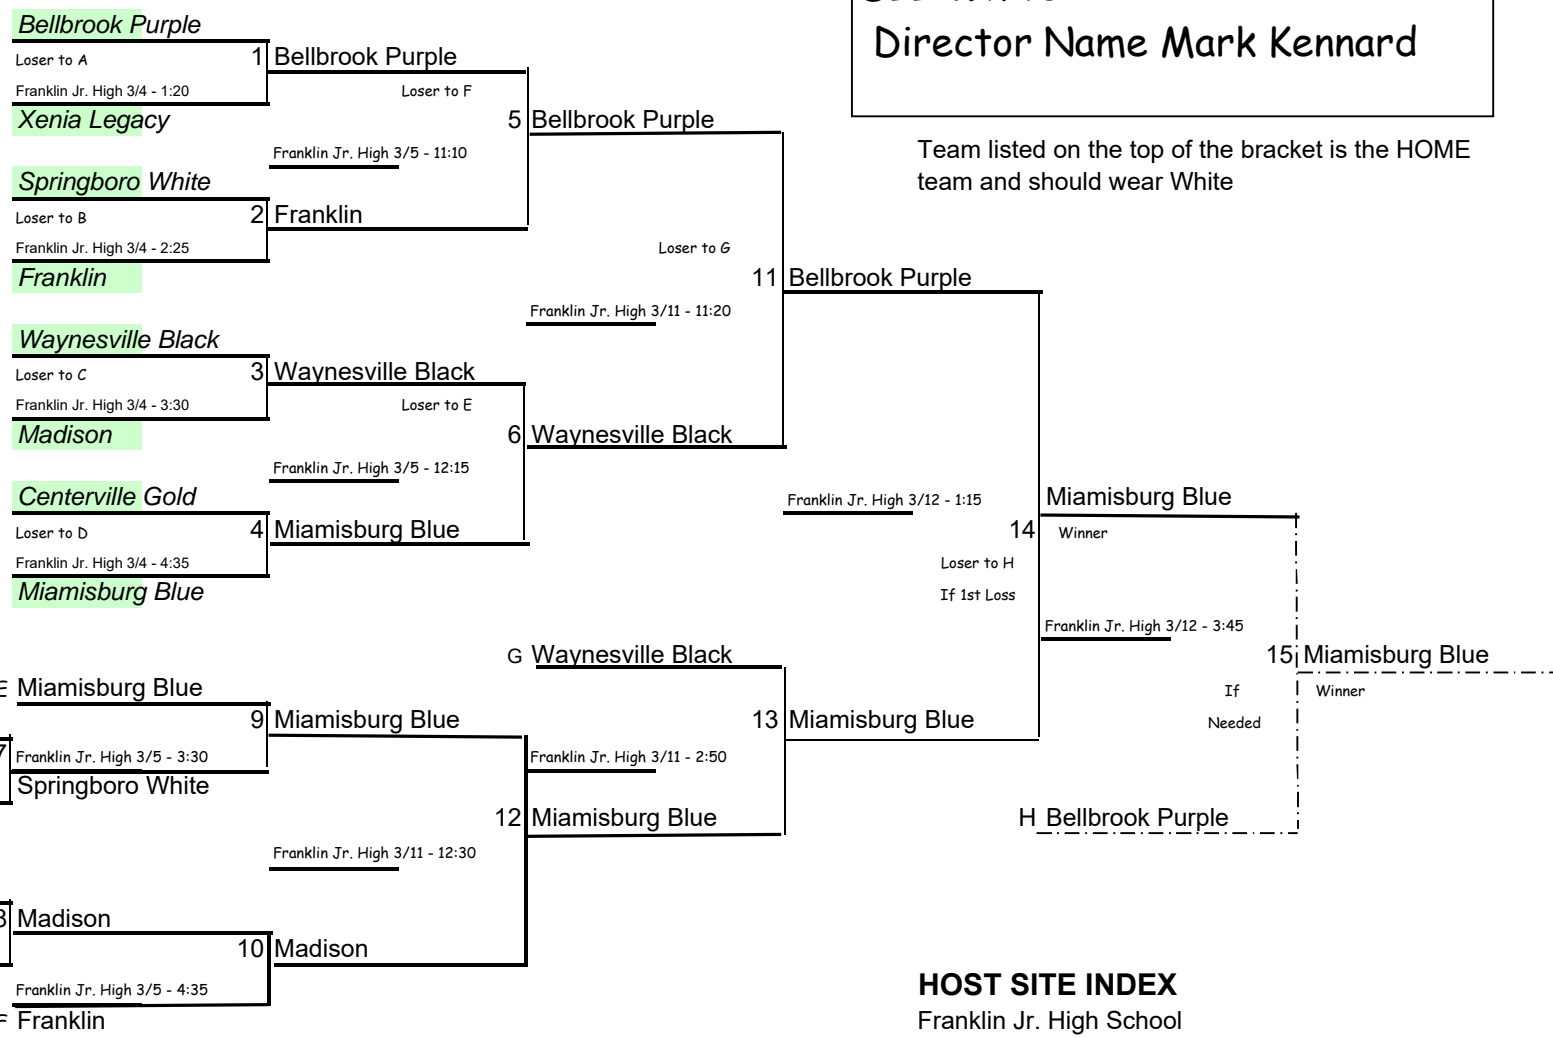 Director Name Mark Kennard
Team listed on the top of the bracket is the HOME
team and should wear White
Bellbrook Purple
Loser to A
1 Bellbrook Purple
Franklin Jr. High 3/4 - 1:20
Loser to F
Xenia Legacy
5 Bellbrook Purple
Franklin Jr. High 3/5 - 11:10
Springboro White
Loser to B
2 Franklin
Franklin Jr. High 3/4 - 2:25
Loser to G
Franklin
11 Bellbrook Purple
Franklin Jr. High 3/11 - 11:20
Waynesville Black
Loser to C
3 Waynesville Black
Franklin Jr. High 3/4 - 3:30
Loser to E
Madison
6 Waynesville Black
Franklin Jr. High 3/5 - 12:15
Centerville Gold
Franklin Jr. High 3/12 - 1:15
Miamisburg Blue
Loser to D
4 Miamisburg Blue
14
Winner
Franklin Jr. High 3/4 - 4:35
Loser to H
Miamisburg Blue
If 1st Loss
Franklin Jr. High 3/12 - 3:45
G Waynesville Black
15 Miamisburg Blue
Miamisburg Blue
If
Needed
Winner
9 Miamisburg Blue
13 Miamisburg Blue
7
Franklin Jr. High 3/5 - 3:30
Franklin Jr. High 3/11 - 2:50
Springboro White
12 Miamisburg Blue
H Bellbrook Purple
Franklin Jr. High 3/11 - 12:30
Madison
10 Madison
Franklin Jr. High 3/5 - 4:35
Franklin
HOST SITE INDEX
Franklin Jr. High School